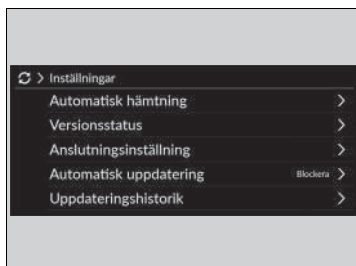 > Inställningar
Automatisk hämtning >
Versionsstatus >
Anslutningsinställning >
Automatisk uppdatering Blockera >
Uppdateringshistorik >